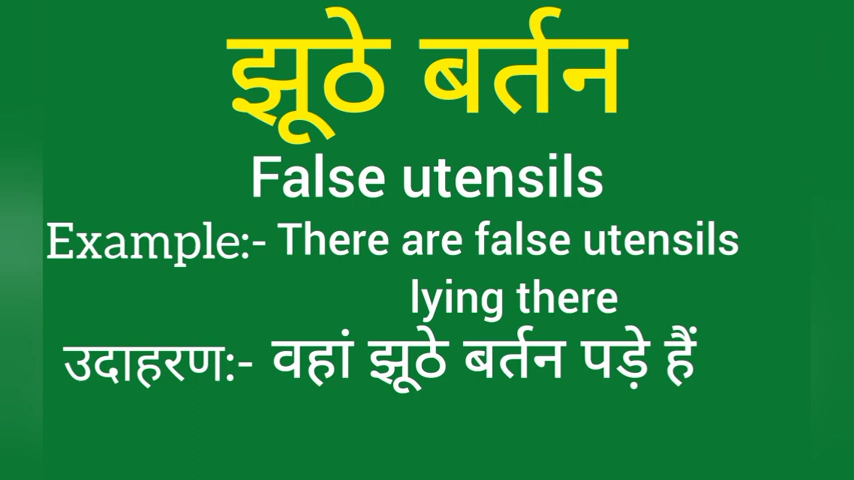 झूठे बर्तन
False utensils
Example:- There are false utensils
lying there
उदाहरण:- वहां झूठे बर्तन पड़े हैं